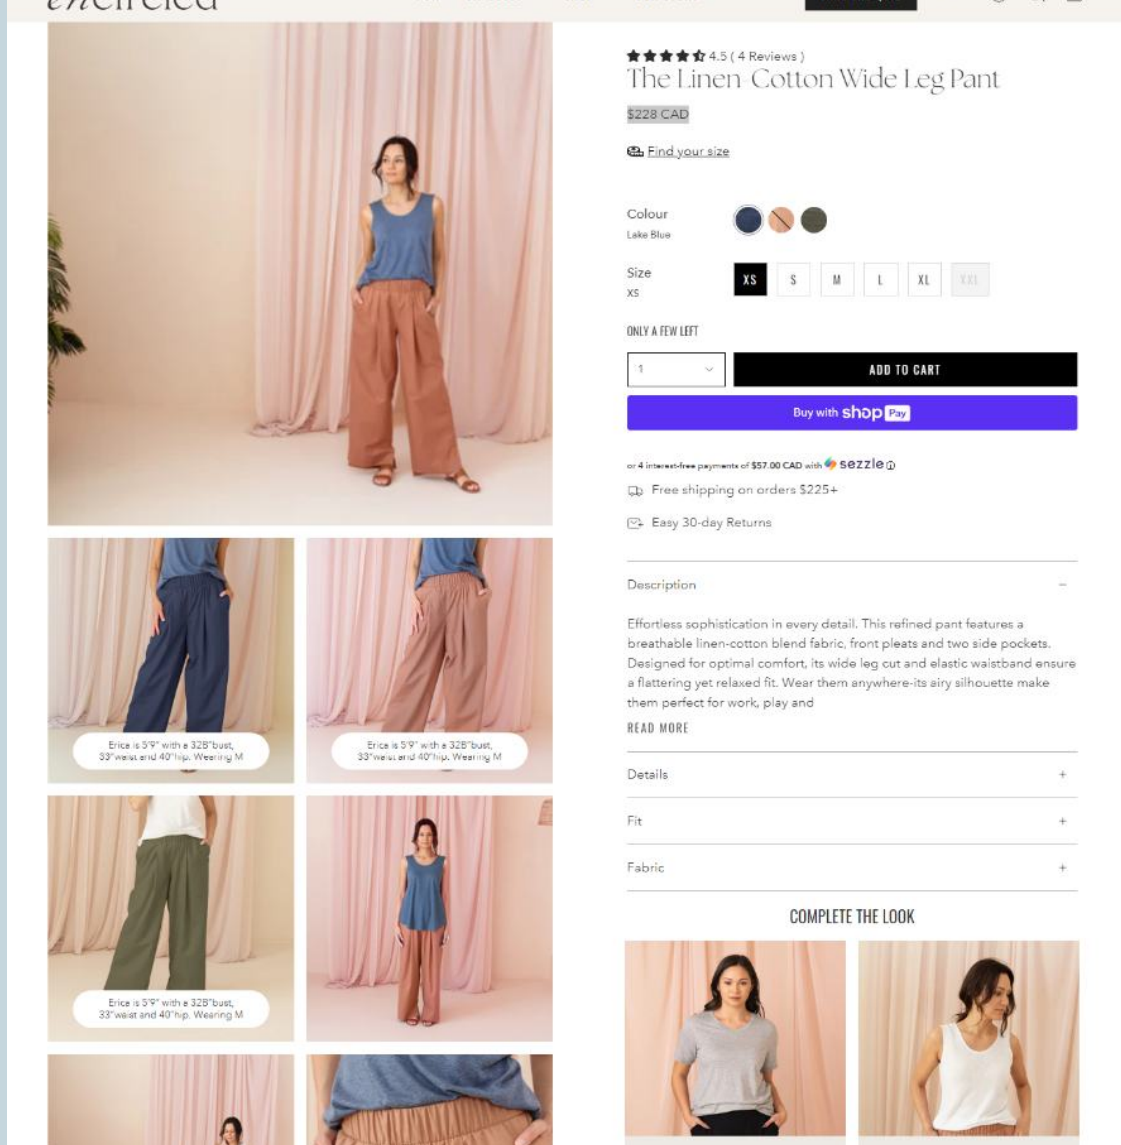 encircled
4.5 ( 4 Reviews )
The Linen-Cotton Wide Leg Pant
$228 CAD
Find your size
Colour
Lake Blue
Size
XS
XS S M L XL XXL
ONLY A FEW LEFT
1
ADD TO CART
Buy with shop Pay
or 4 interest-free payments of $57.00 CAD with sezzle
Free shipping on orders $225+
Easy 30-day Returns
Description
Effortless sophistication in every detail. This refined pant features a
breathable linen-cotton blend fabric, front pleats and two side pockets.
Designed for optimal comfort, its wide leg cut and elastic waistband ensure
a flattering yet relaxed fit. Wear them anywhere-its airy silhouette make
them perfect for work, play and
READ MORE
Details
Fit
Fabric
COMPLETE THE LOOK
Erica is 5'9" with a 32B"bust,
33"waist and 40"hip. Wearing M
Erica is 5'9" with a 32B"bust,
33"waist and 40"hip. Wearing M
Erica is 5'9" with a 32B"bust,
33"waist and 40"hip. Wearing M